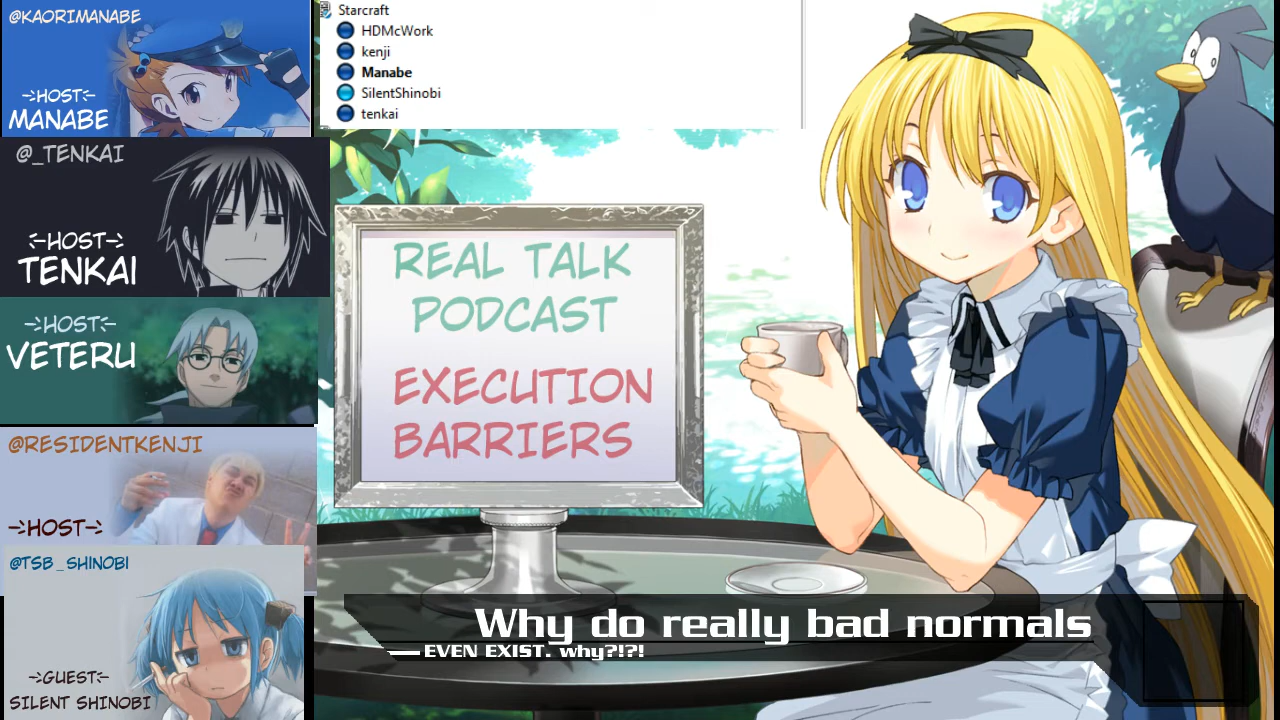 @KAORIMANABE
-HOST-
MANABE
@_TENKAI
-HOST-
TENKAI
-HOST-
VETERU
@RESIDENTKENJI
-HOST-
@TSB_SHINOBI
-GUEST-
SILENT SHINOBI
Starcraft
HDMcWork
kenji
Manabe
SilentShinobi
tenkai
REAL TALK
PODCAST
EXECUTION
BARRIERS
Why do really bad normals
EVEN EXIST. why?!?!